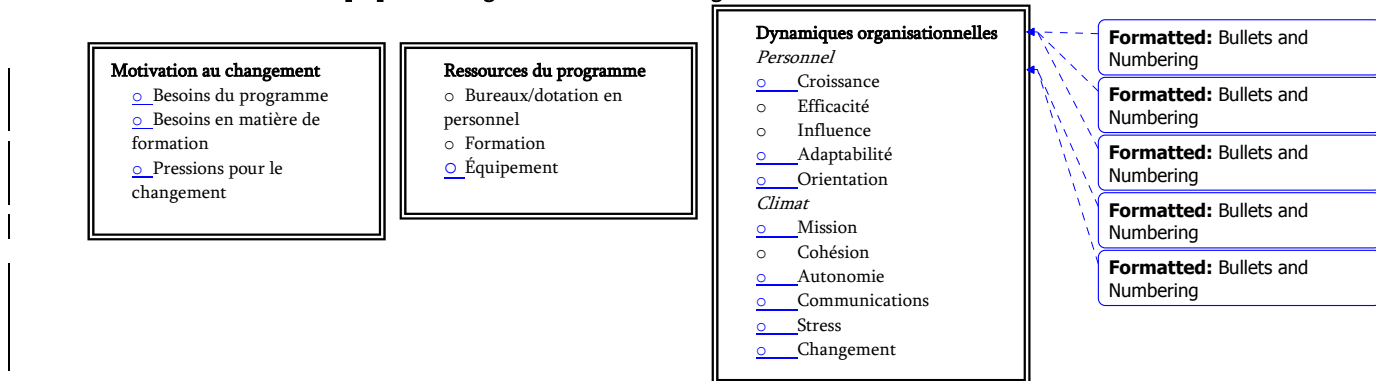 Motivation au changement
○ Besoins du programme
○ Besoins en matière de
formation
○ Pressions pour le
changement
Ressources du programme
○ Bureaux/dotation en
personnel
○ Formation
○ Équipement
Dynamiques organisationnelles
Personnel
○ Croissance
○ Efficacité
○ Influence
○ Adaptabilité
○ Orientation
Climat
○ Mission
○ Cohésion
○ Autonomie
○ Communications
○ Stress
○ Changement
Formatted: Bullets and
Numbering
Formatted: Bullets and
Numbering
Formatted: Bullets and
Numbering
Formatted: Bullets and
Numbering
Formatted: Bullets and
Numbering